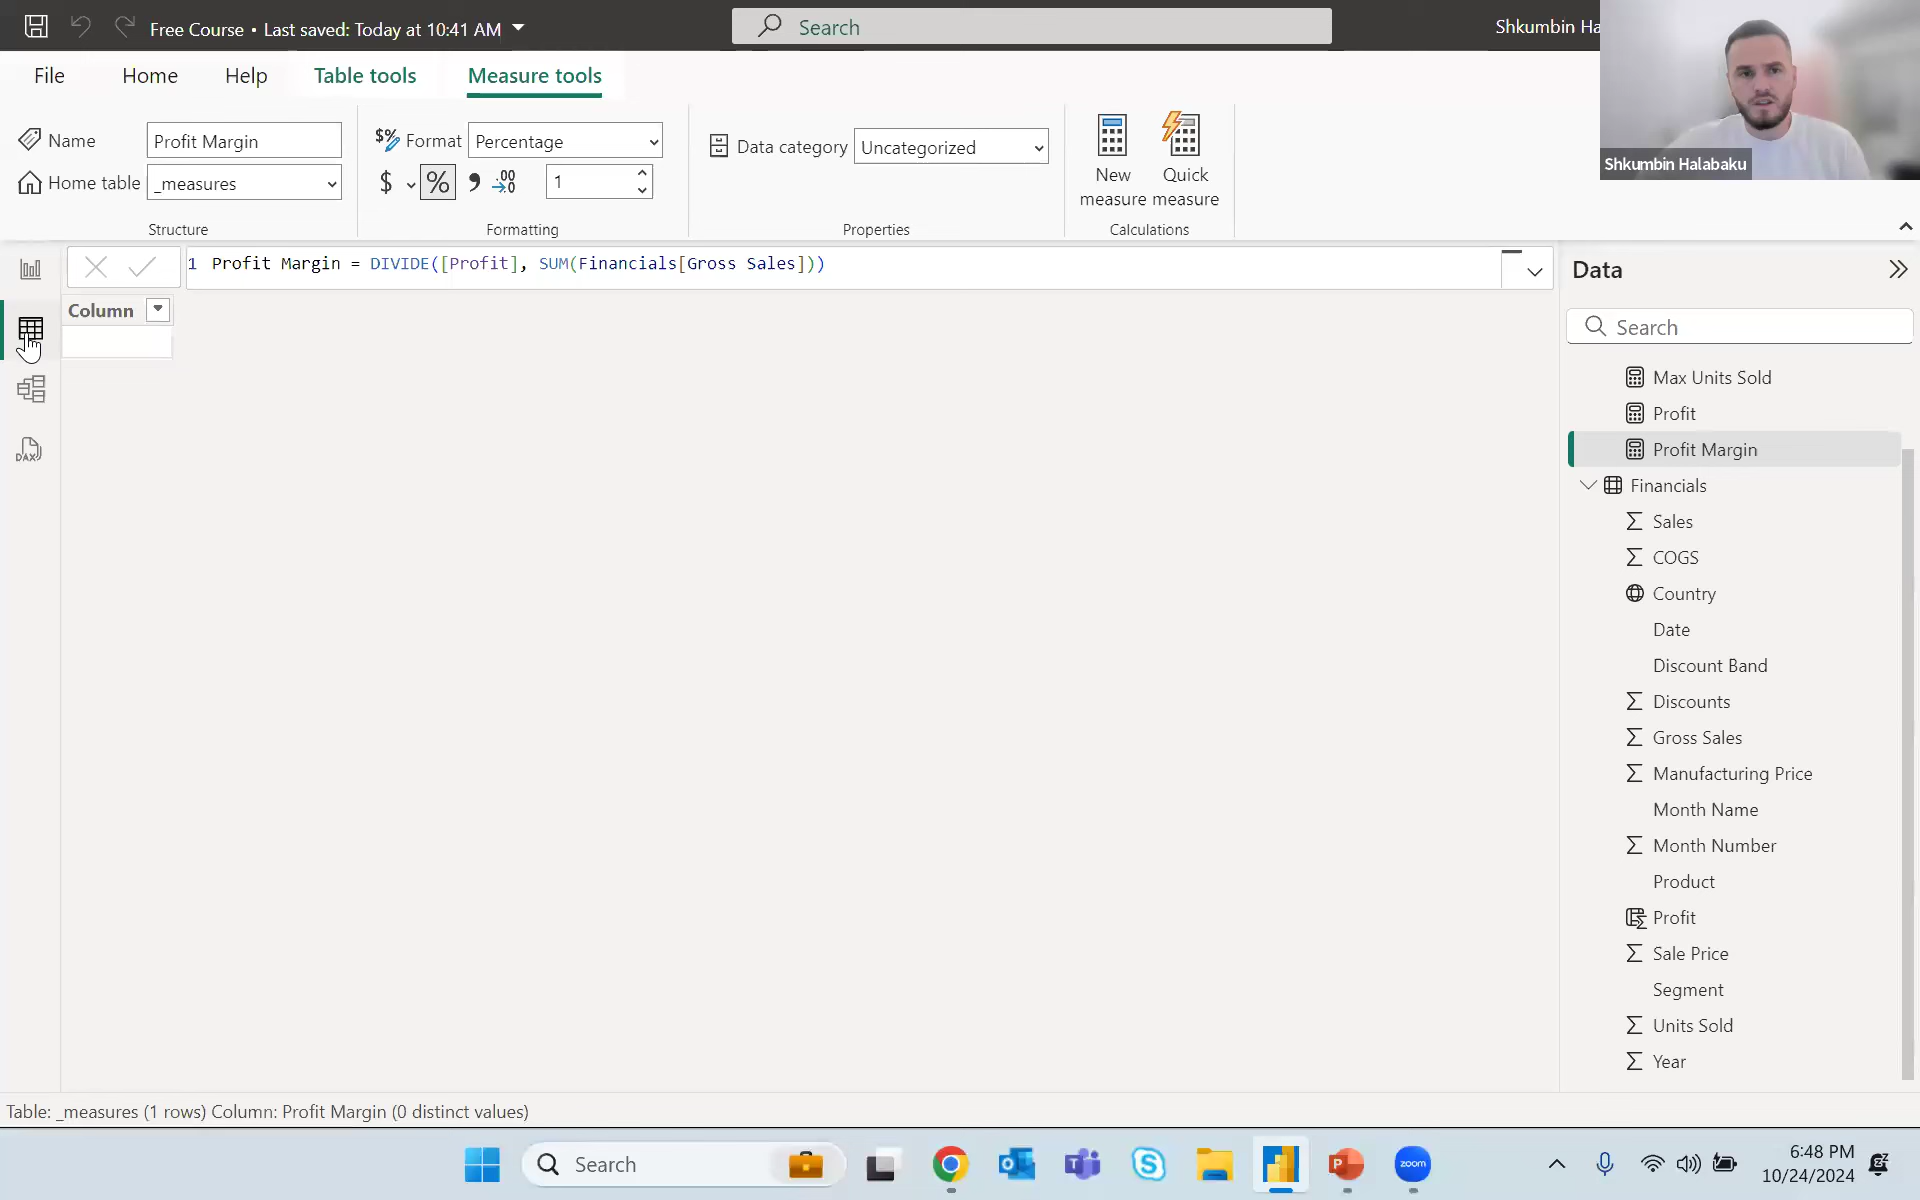 Free Course • Last saved: Today at 10:41 AM
Search
Shkumbin Ha
File
Home
Help
Table tools
Measure tools
Name
Profit Margin
Home table
_measures
Structure
$% Format
Percentage
$
%
,
.00
1
Formatting
Data category
Uncategorized
Properties
New measure
Quick measure
Calculations
Shkumbin Halabaku
1 Profit Margin = DIVIDE([Profit], SUM(Financials[Gross Sales]))
Column
DAX
Data
Search
Max Units Sold
Profit
Profit Margin
Financials
Sales
COGS
Country
Date
Discount Band
Discounts
Gross Sales
Manufacturing Price
Month Name
Month Number
Product
Profit
Sale Price
Segment
Units Sold
Year
Table: _measures (1 rows) Column: Profit Margin (0 distinct values)
Search
zoom
6:48 PM
10/24/2024